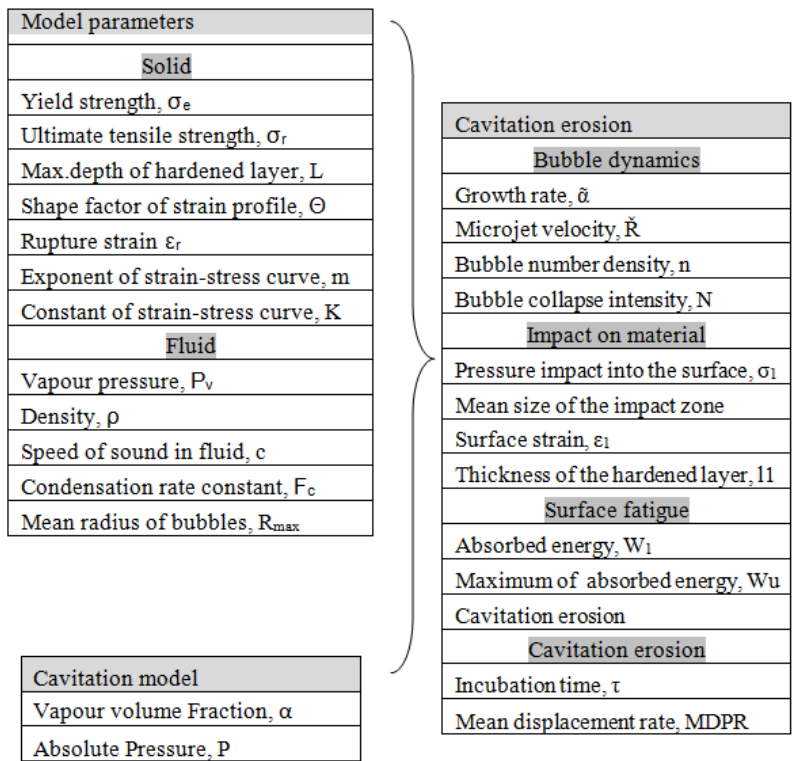 Model parameters
Solid
Yield strength, σe
Ultimate tensile strength, σr
Max.depth of hardened layer, L
Shape factor of strain profile, Θ
Rupture strain εr
Exponent of strain-stress curve, m
Constant of strain-stress curve, K
Fluid
Vapour pressure, Pv
Density, ρ
Speed of sound in fluid, c
Condensation rate constant, Fc
Mean radius of bubbles, Rmax
Cavitation model
Vapour volume Fraction, α
Absolute Pressure, P
Cavitation erosion
Bubble dynamics
Growth rate, α̃
Microjet velocity, Ř
Bubble number density, n
Bubble collapse intensity, N
Impact on material
Pressure impact into the surface, σ1
Mean size of the impact zone
Surface strain, ε1
Thickness of the hardened layer, l1
Surface fatigue
Absorbed energy, W1
Maximum of absorbed energy, Wu
Cavitation erosion
Cavitation erosion
Incubation time, τ
Mean displacement rate, MDPR